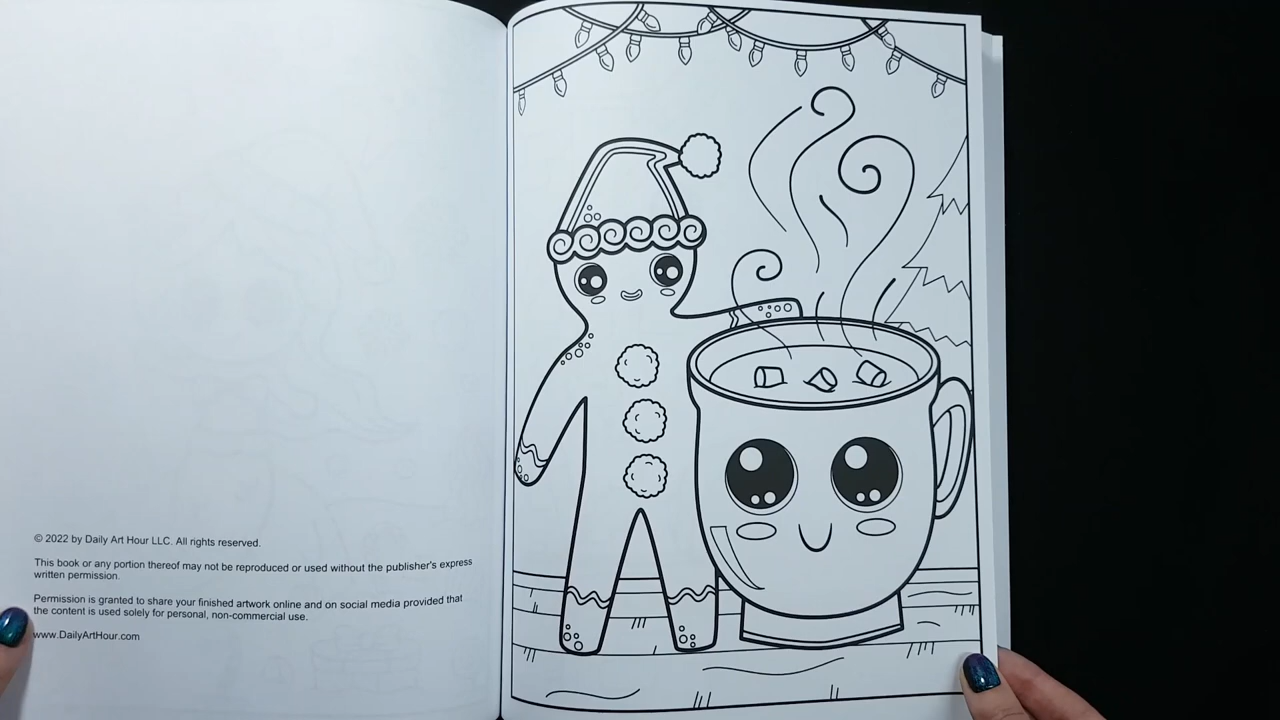 © 2022 by Daily Art Hour LLC. All rights reserved.
This book or any portion thereof may not be reproduced or used without the publisher's express
written permission.
Permission is granted to share your finished artwork online and on social media provided that
the content is used solely for personal, non-commercial use.
www.DailyArtHour.com